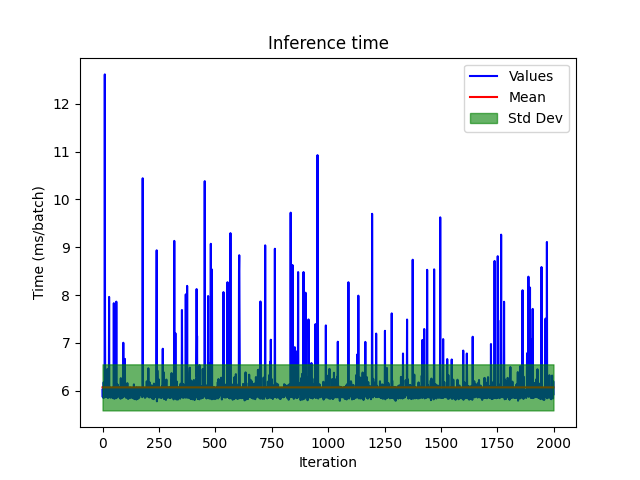 Inference time
Values
Mean
Std Dev
Time (ms/batch)
12
11
10
9
8
7
6
0 250 500 750 1000 1250 1500 1750 2000
Iteration